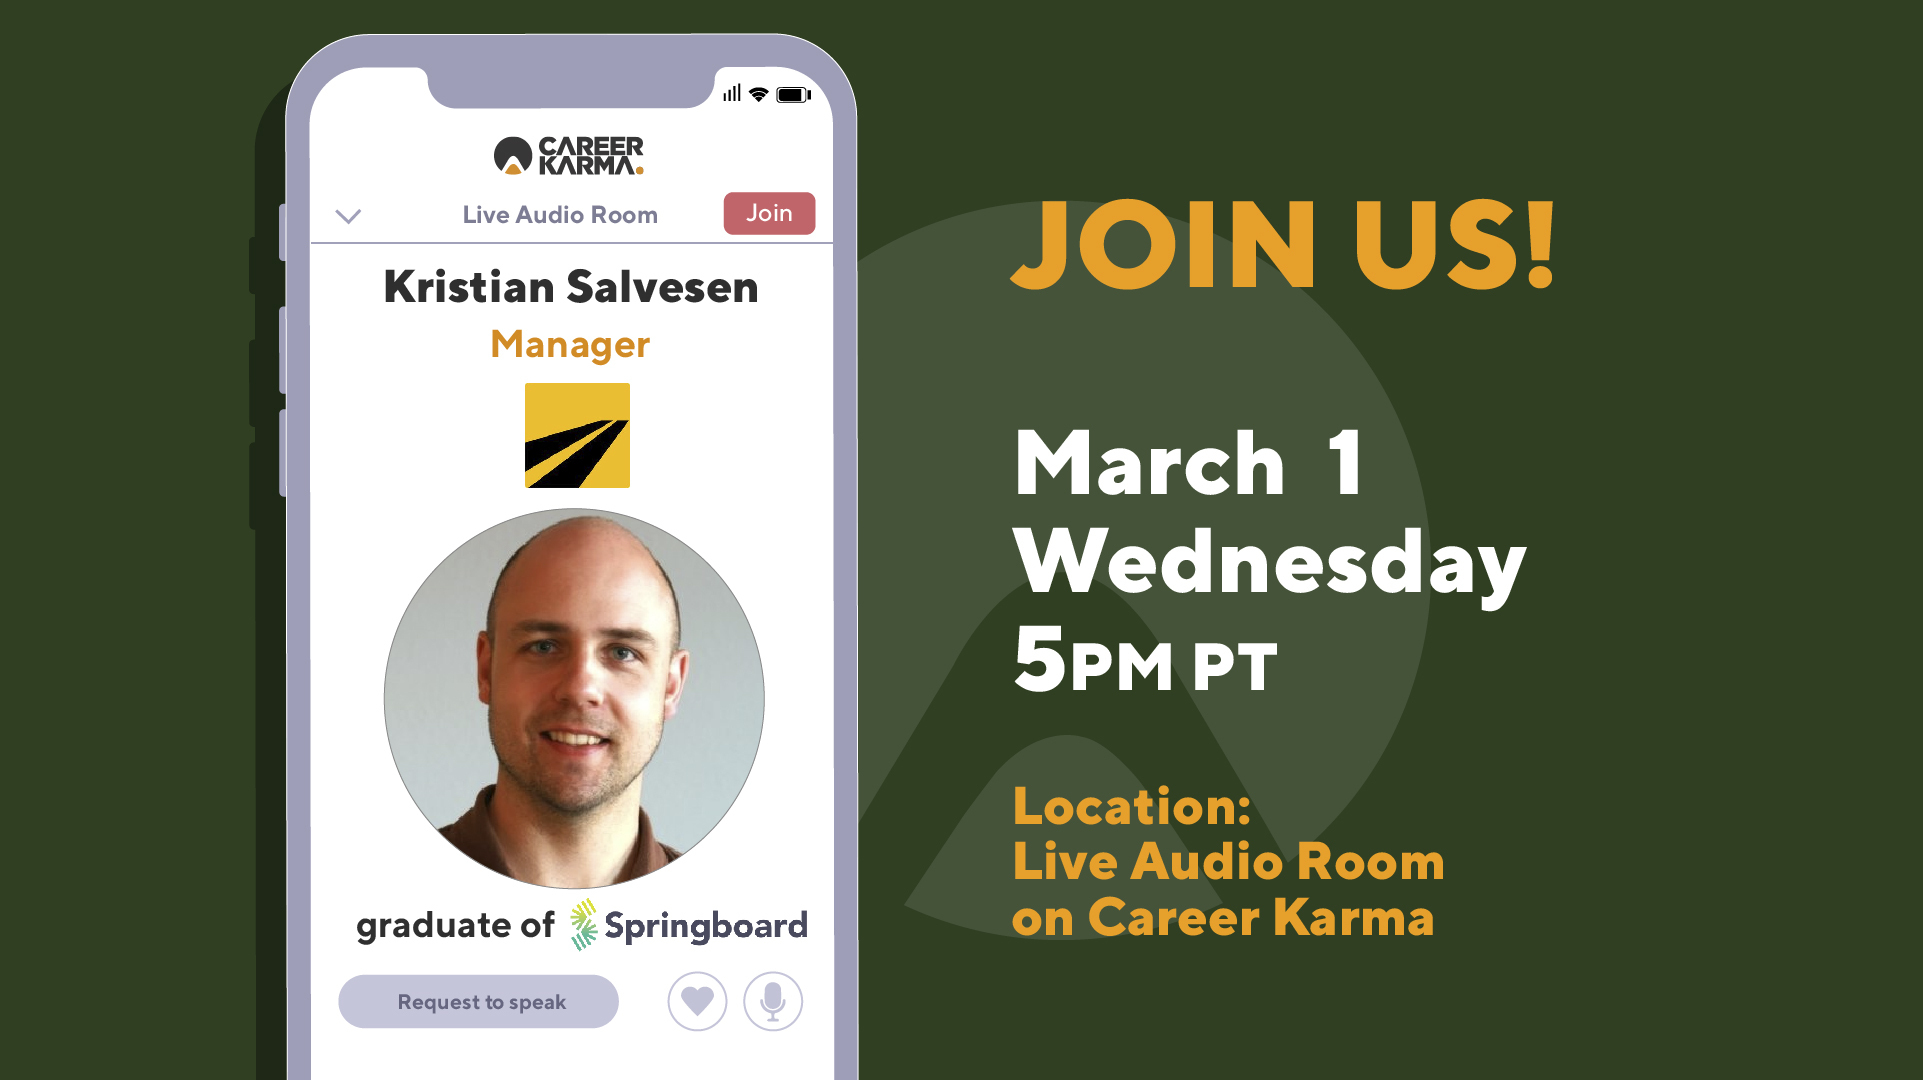 CAREER
KARMA.
Live Audio Room
Join
Kristian Salvesen
Manager
graduate of Springboard
Request to speak
JOIN US!
March 1
Wednesday
5PM PT
Location:
Live Audio Room
on Career Karma